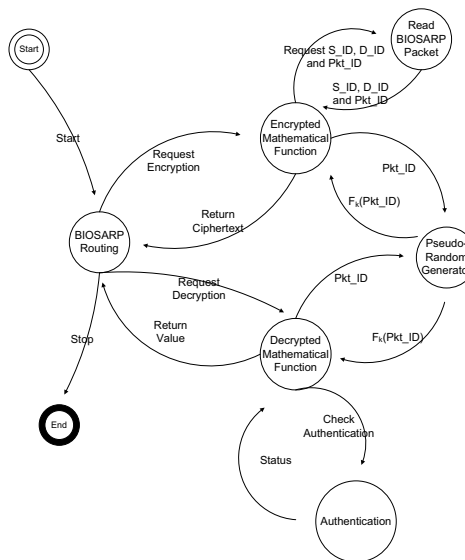 Start
Read
BIOSARP
Packet
Request S_ID, D_ID
and Pkt_ID
S_ID, D_ID
and Pkt_ID
Start
Encrypted
Mathematical
Function
Request
Encryption
Pkt_ID
Fₖ(Pkt_ID)
Return
Ciphertext
BIOSARP
Routing
Pseudo-
Random
Generator
Request
Decryption
Pkt_ID
Return
Value
Fₖ(Pkt_ID)
Stop
Decrypted
Mathematical
Function
End
Check
Authentication
Status
Authentication